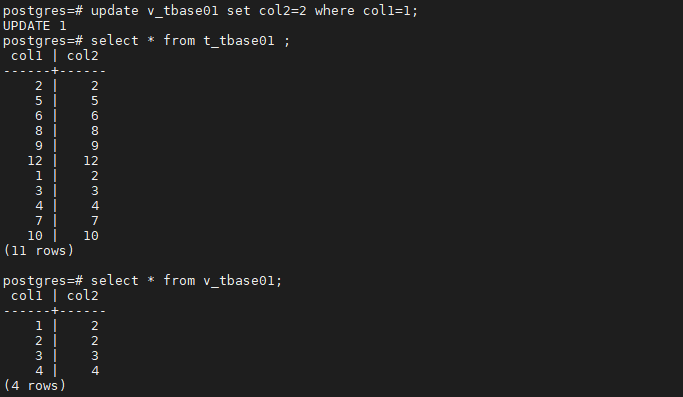 postgres=# update v_tbase01 set col2=2 where col1=1;
UPDATE 1
postgres=# select * from t_tbase01 ;
 col1 | col2
------+------
    2 |    2
    5 |    5
    6 |    6
    8 |    8
    9 |    9
   12 |   12
    1 |    2
    3 |    3
    4 |    4
    7 |    7
   10 |   10
(11 rows)

postgres=# select * from v_tbase01;
 col1 | col2
------+------
    1 |    2
    2 |    2
    3 |    3
    4 |    4
(4 rows)